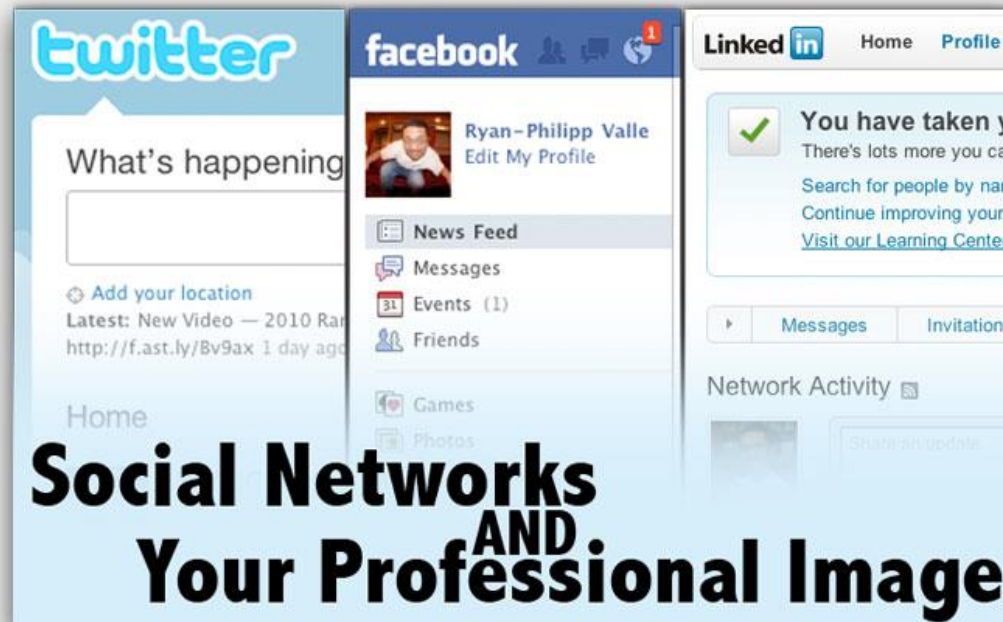 twitter
What's happening
Add your location
Latest: New Video — 2010 Ran
http://f.ast.ly/Bv9ax 1 day ago
Home
facebook
1
Ryan-Philipp Valle
Edit My Profile
News Feed
Messages
31 Events (1)
Friends
Games
Photos
Linked in Home Profile
You have taken y
There's lots more you ca
Search for people by nam
Continue improving your
Visit our Learning Center
Messages Invitation
Network Activity
Share an update
Social Networks
AND
Your Professional Image